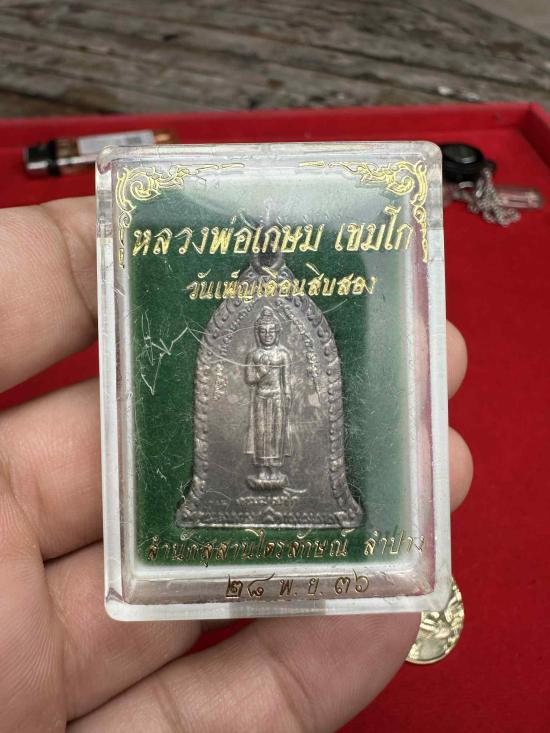 หลวงพ่อเกษม เขมโก
วันเพ็ญเดือนสิบสอง
สำนักสุสานไตรลักษณ์ ลำปาง
๒๘ พ.ย. ๓๖